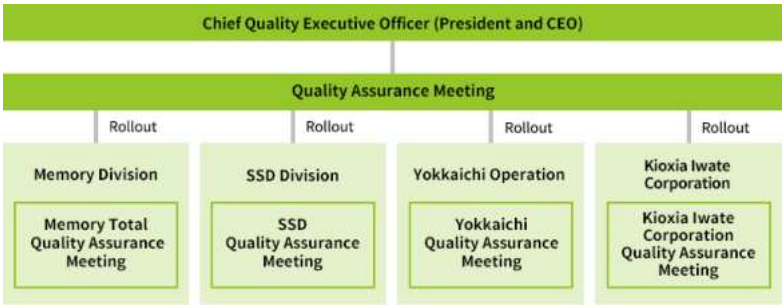 Chief Quality Executive Officer (President and CEO)
Quality Assurance Meeting
Rollout
Rollout
Rollout
Rollout
Memory Division
Memory Total
Quality Assurance
Meeting
SSD Division
SSD
Quality Assurance
Meeting
Yokkaichi Operation
Yokkaichi
Quality Assurance
Meeting
Kioxia Iwate
Corporation
Kioxia Iwate
Corporation
Quality Assurance
Meeting